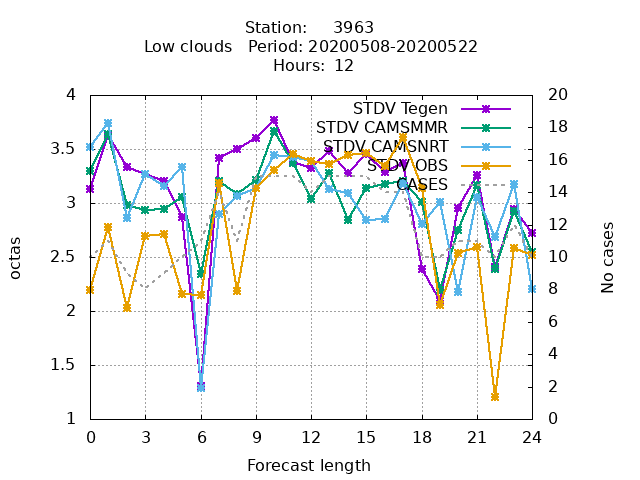 Station: 3963
Low clouds Period: 20200508-20200522
Hours: 12
STDV Tegen
STDV CAMSMMR
STDV CAMSNRT
STDV OBS
CASES
4
3.5
3
2.5
2
1.5
1
20
18
16
14
12
10
8
6
4
2
0
octas
No cases
0 3 6 9 12 15 18 21 24
Forecast length